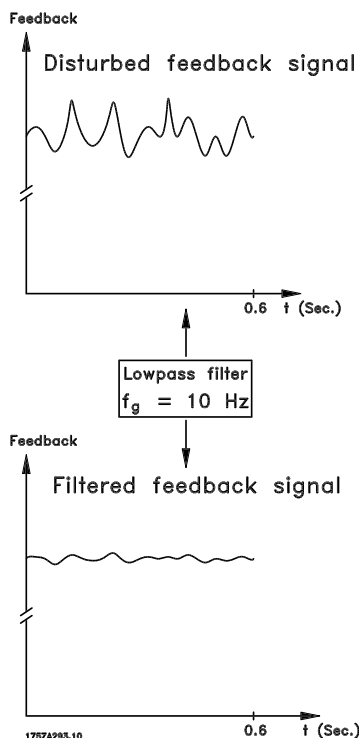 Feedback
Disturbed feedback signal
0.6 t (Sec.)
Lowpass filter
fg = 10 Hz
Feedback
Filtered feedback signal
0.6 t (Sec.)
175ZA293.10